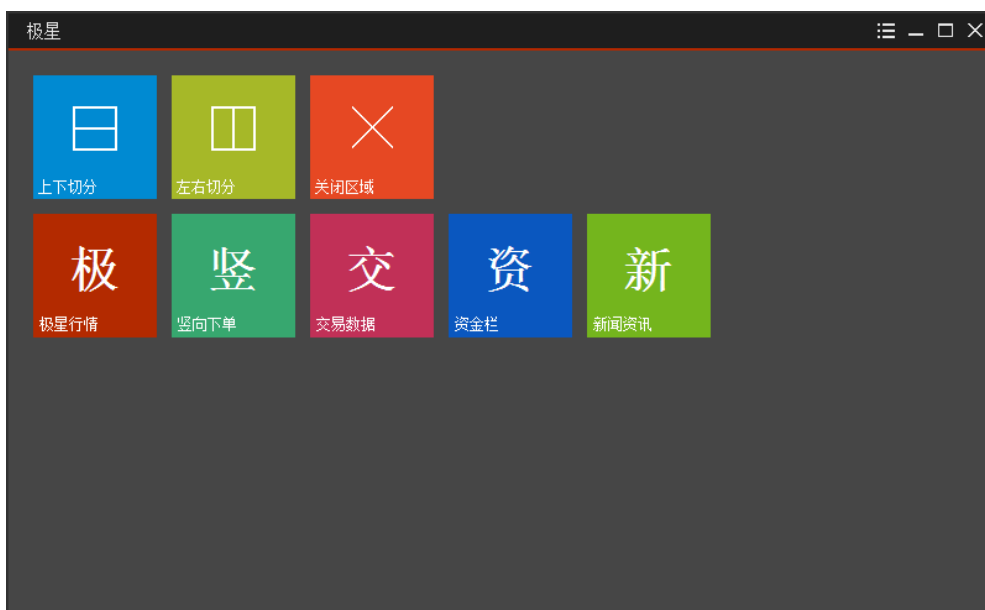 极星
上下切分
左右切分
关闭区域
极
竖
交
资
新
极星行情
竖向下单
交易数据
资金栏
新闻资讯